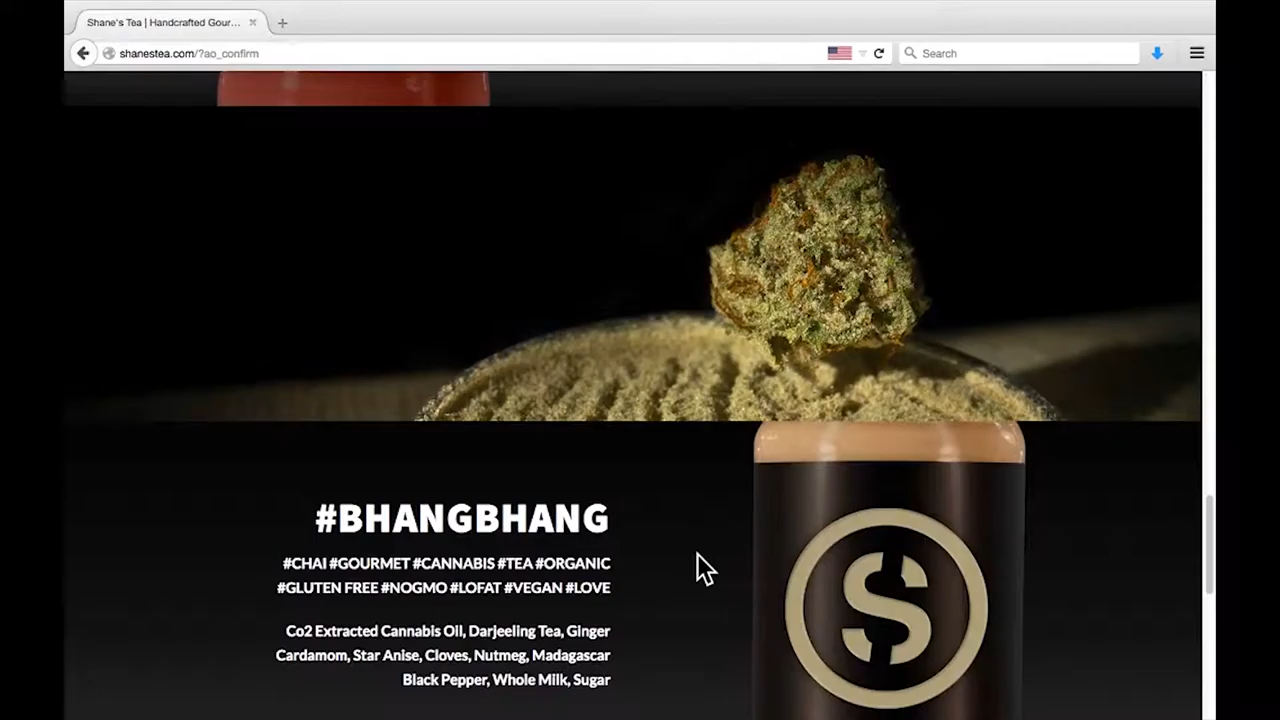 Shane's Tea | Handcrafted Gour...
shanestea.com/?ao_confirm
Search
#BHANGBHANG
#CHAI #GOURMET #CANNABIS #TEA #ORGANIC
#GLUTEN FREE #NOGMO #LOFAT #VEGAN #LOVE
Co2 Extracted Cannabis Oil, Darjeeling Tea, Ginger
Cardamom, Star Anise, Cloves, Nutmeg, Madagascar
Black Pepper, Whole Milk, Sugar
S